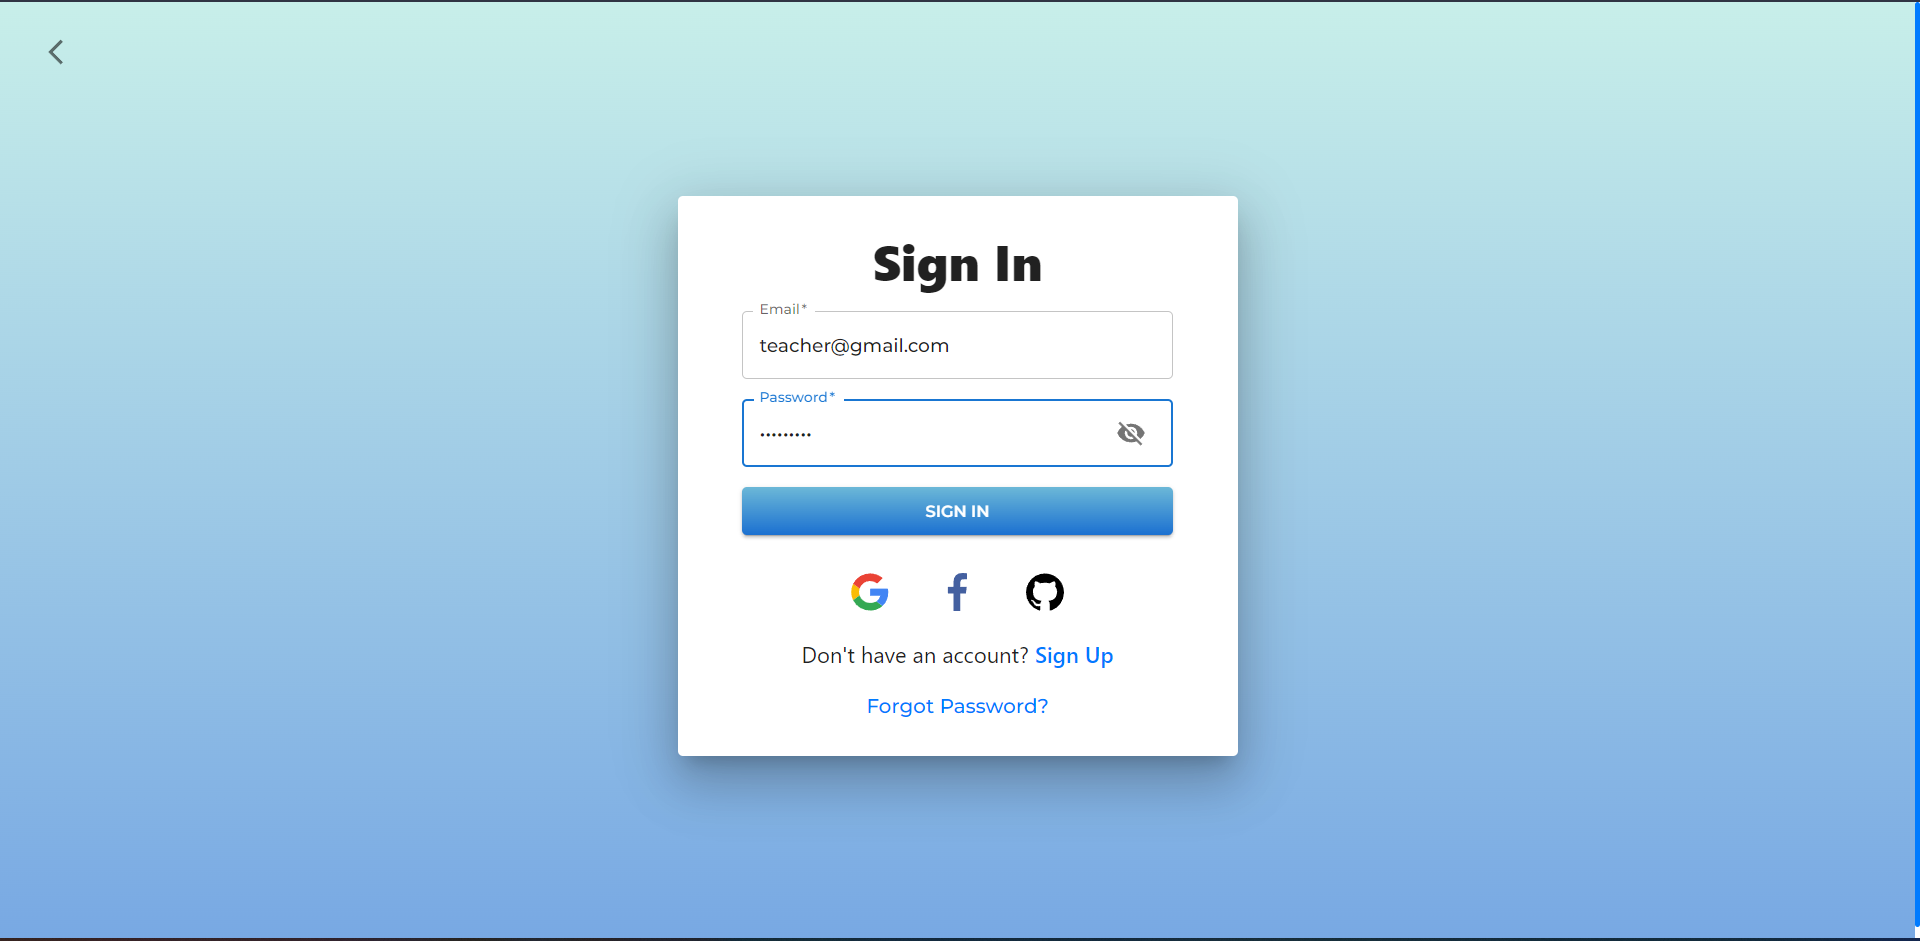 Sign In
Email*
teacher@gmail.com
Password*
•••••••••
SIGN IN
Don't have an account? Sign Up
Forgot Password?